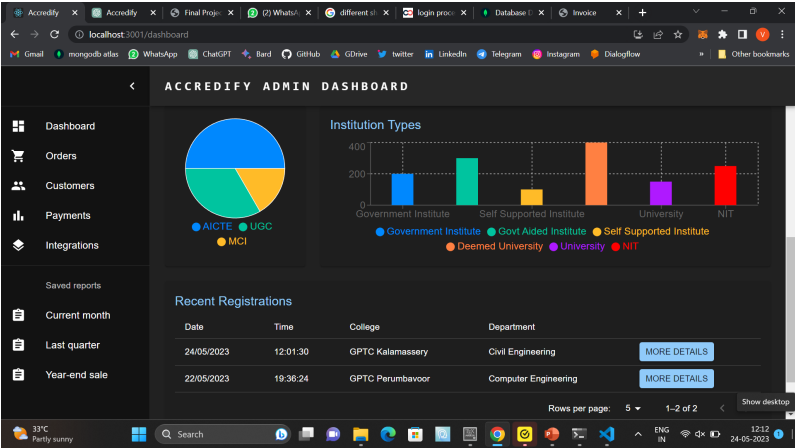 Accredify
Accredify
Final Projec
(2) WhatsA
different sh
login proce
Database D
Invoice
localhost:3001/dashboard
Gmail
mongodb atlas
WhatsApp
ChatGPT
Bard
GitHub
GDrive
twitter
LinkedIn
Telegram
Instagram
Dialogflow
»
Other bookmarks
ACCREDIFY ADMIN DASHBOARD
Dashboard
Orders
Customers
Payments
Integrations
Saved reports
Current month
Last quarter
Year-end sale
AICTE UGC
MCI
Institution Types
400
200
0
Government Institute Self Supported Institute University NIT
Government Institute Govt Aided Institute Self Supported Institute
Deemed University University NIT
Recent Registrations
Date Time College Department
24/05/2023 12:01:30 GPTC Kalamassery Civil Engineering MORE DETAILS
22/05/2023 19:36:24 GPTC Perumbavoor Computer Engineering MORE DETAILS
Rows per page: 5 1–2 of 2
Show desktop
33°C
Partly sunny
Search
ENG
IN
12:12
24-05-2023
1